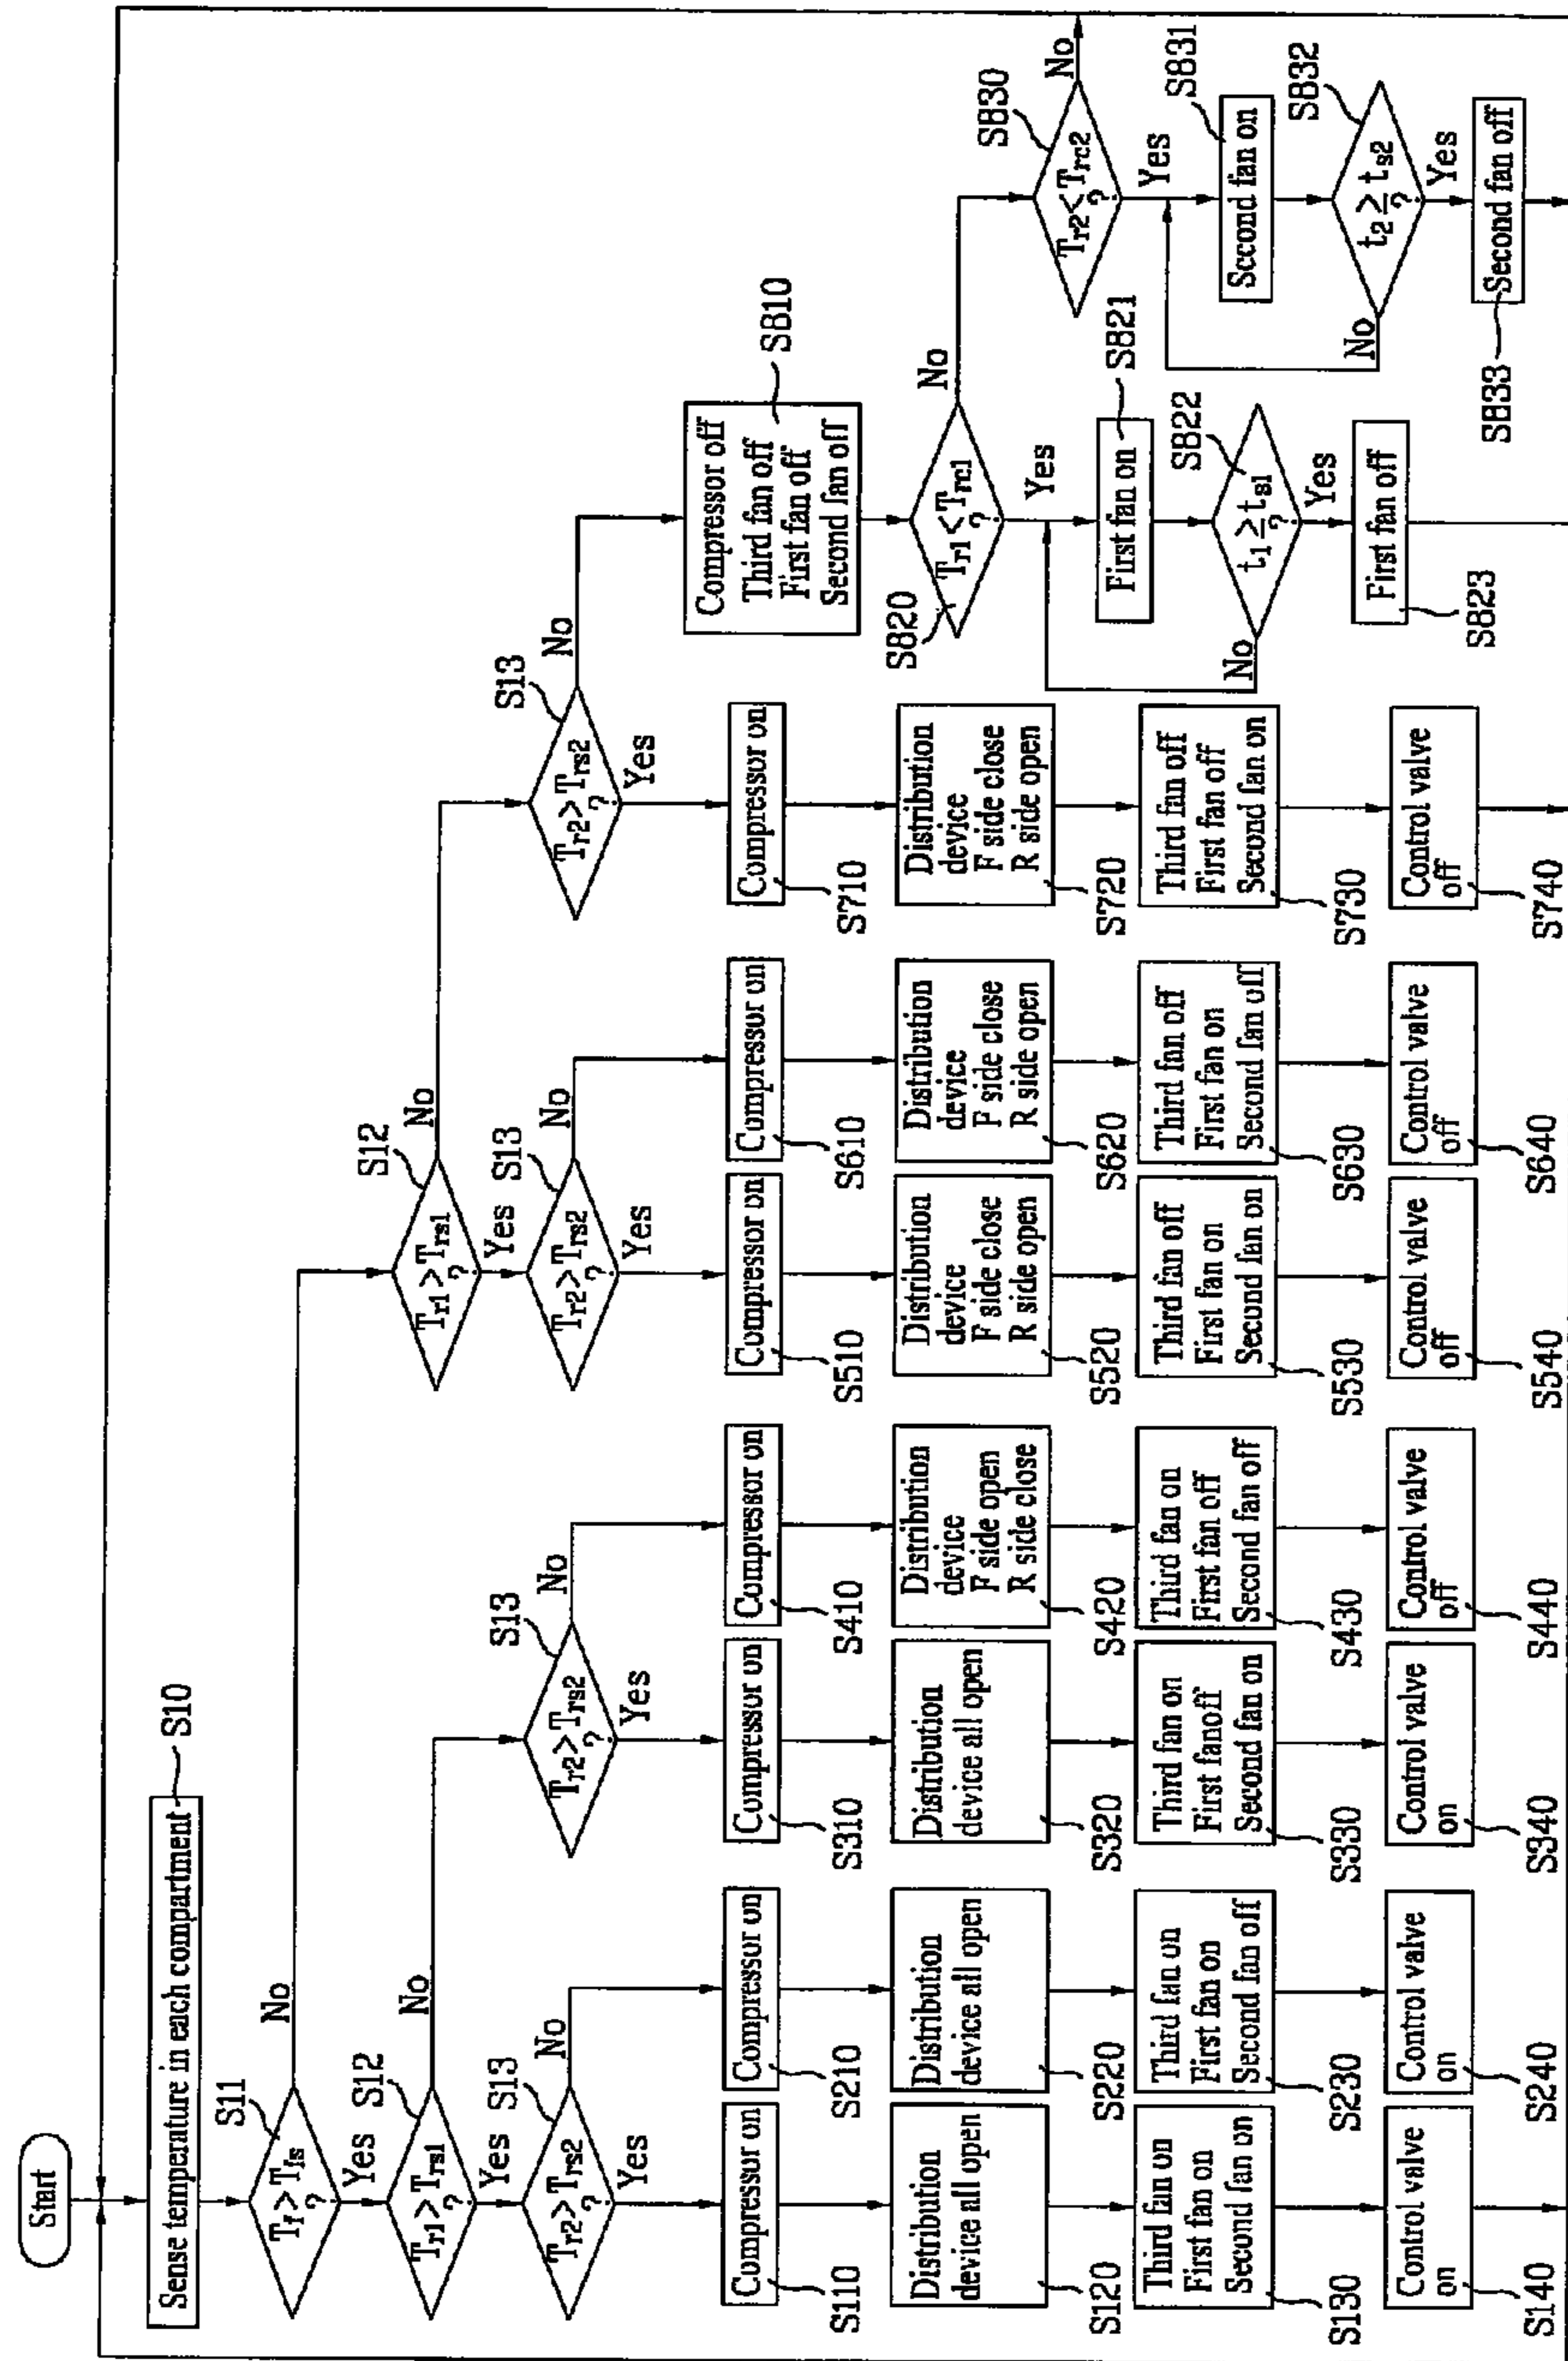 Start
Sense temperature in each compartment
S10
Tf > Tfs
?
S11
Yes
No
Tr1 > Trs1
?
S12
Yes
No
Tr2 > Trs2
?
S13
Yes
No
Tr2 > Trs2
?
S13
Yes
No
Tr1 > Trs1
?
S12
Yes
No
Tr2 > Trs2
?
S13
Yes
No
Tr2 > Trs2
?
S13
Yes
No
Compressor on
S110
Distribution
device all open
S120
Third fan on
First fan on
Second fan on
S130
Control valve
on
S140
Compressor on
S210
Distribution
device all open
S220
Third fan on
First fan on
Second fan off
S230
Control valve
on
S240
Compressor on
S310
Distribution
device all open
S320
Third fan on
First fanoff
Second fan on
S330
Control valve
on
S340
Compressor on
S410
Distribution
device
F side open
R side close
S420
Third fan on
First fan off
Second fan off
S430
Control valve
off
S440
Compressor on
S510
Distribution
device
F side close
R side open
S520
Third fan off
First fan on
Second fan on
S530
Control valve
off
S540
Compressor on
S610
Distribution
device
F side close
R side open
S620
Third fan off
First fan on
Second fan off
S630
Control valve
off
S640
Compressor on
S710
Distribution
device
F side close
R side open
S720
Third fan off
First fan off
Second fan on
S730
Control valve
off
S740
Compressor off
Third fan off
First fan off
Second fan off
S810
Tr1 < Trc1
?
S820
No
Yes
First fan on
S821
t1 ≥ ts1
?
S822
No
Yes
First fan off
S823
Tr2 < Trc2
?
S830
No
Yes
Second fan on
S831
t2 ≥ ts2
?
S832
No
Yes
Second fan off
S833